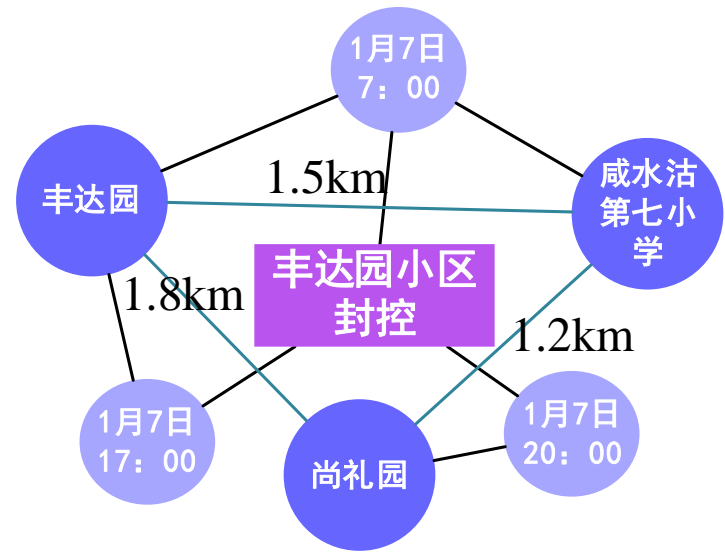 1月7日
7：00
丰达园
1.5km
咸水沽
第七小
学
丰达园小区
封控
1.8km
1.2km
1月7日
17：00
尚礼园
1月7日
20：00